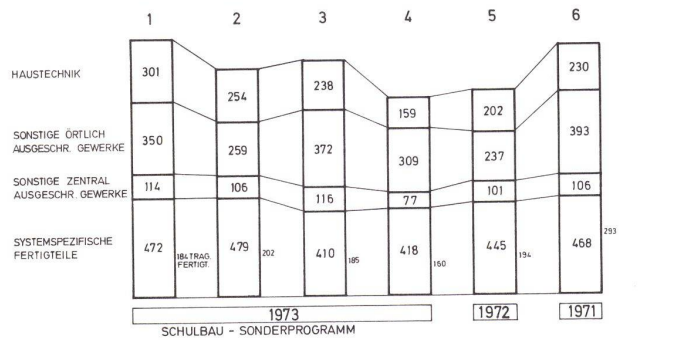 1 2 3 4 5 6
HAUSTECHNIK
301 254 238 159 202 230
SONSTIGE ÖRTLICH
AUSGESCHR. GEWERKE
350 259 372 309 237 393
SONSTIGE ZENTRAL
AUSGESCHR. GEWERKE
114 106 116 77 101 106
SYSTEMSPEZIFISCHE
FERTIGTEILE
472 479 410 418 445 468
184 TRAG.
FERTIGT.
202 185 160 194 293
1973 1972 1971
SCHULBAU - SONDERPROGRAMM